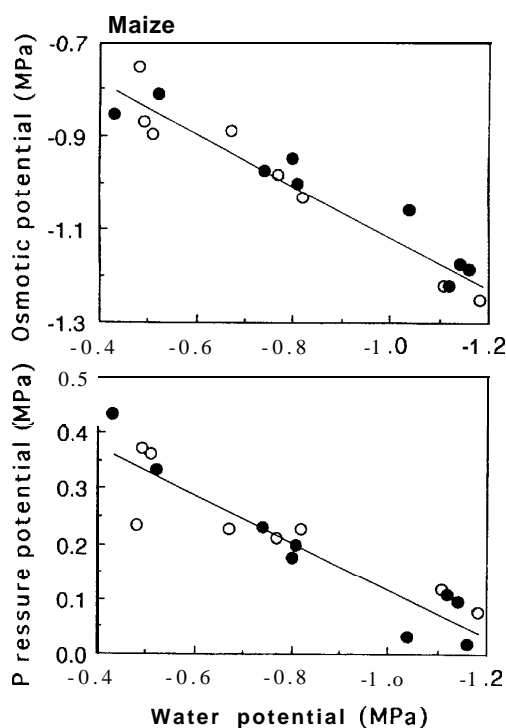 Maize
Osmotic potential (MPa)
-0.7
-0.9
-1.1
-1.3
-0.4 -0.6 -0.8 -1.0 -1.2
P ressure potential (MPa)
0.5
0.4
0.3
0.2
0.1
0.0
-0.4 -0.6 -0.8 -1.o -1.2
Water potential (MPa)